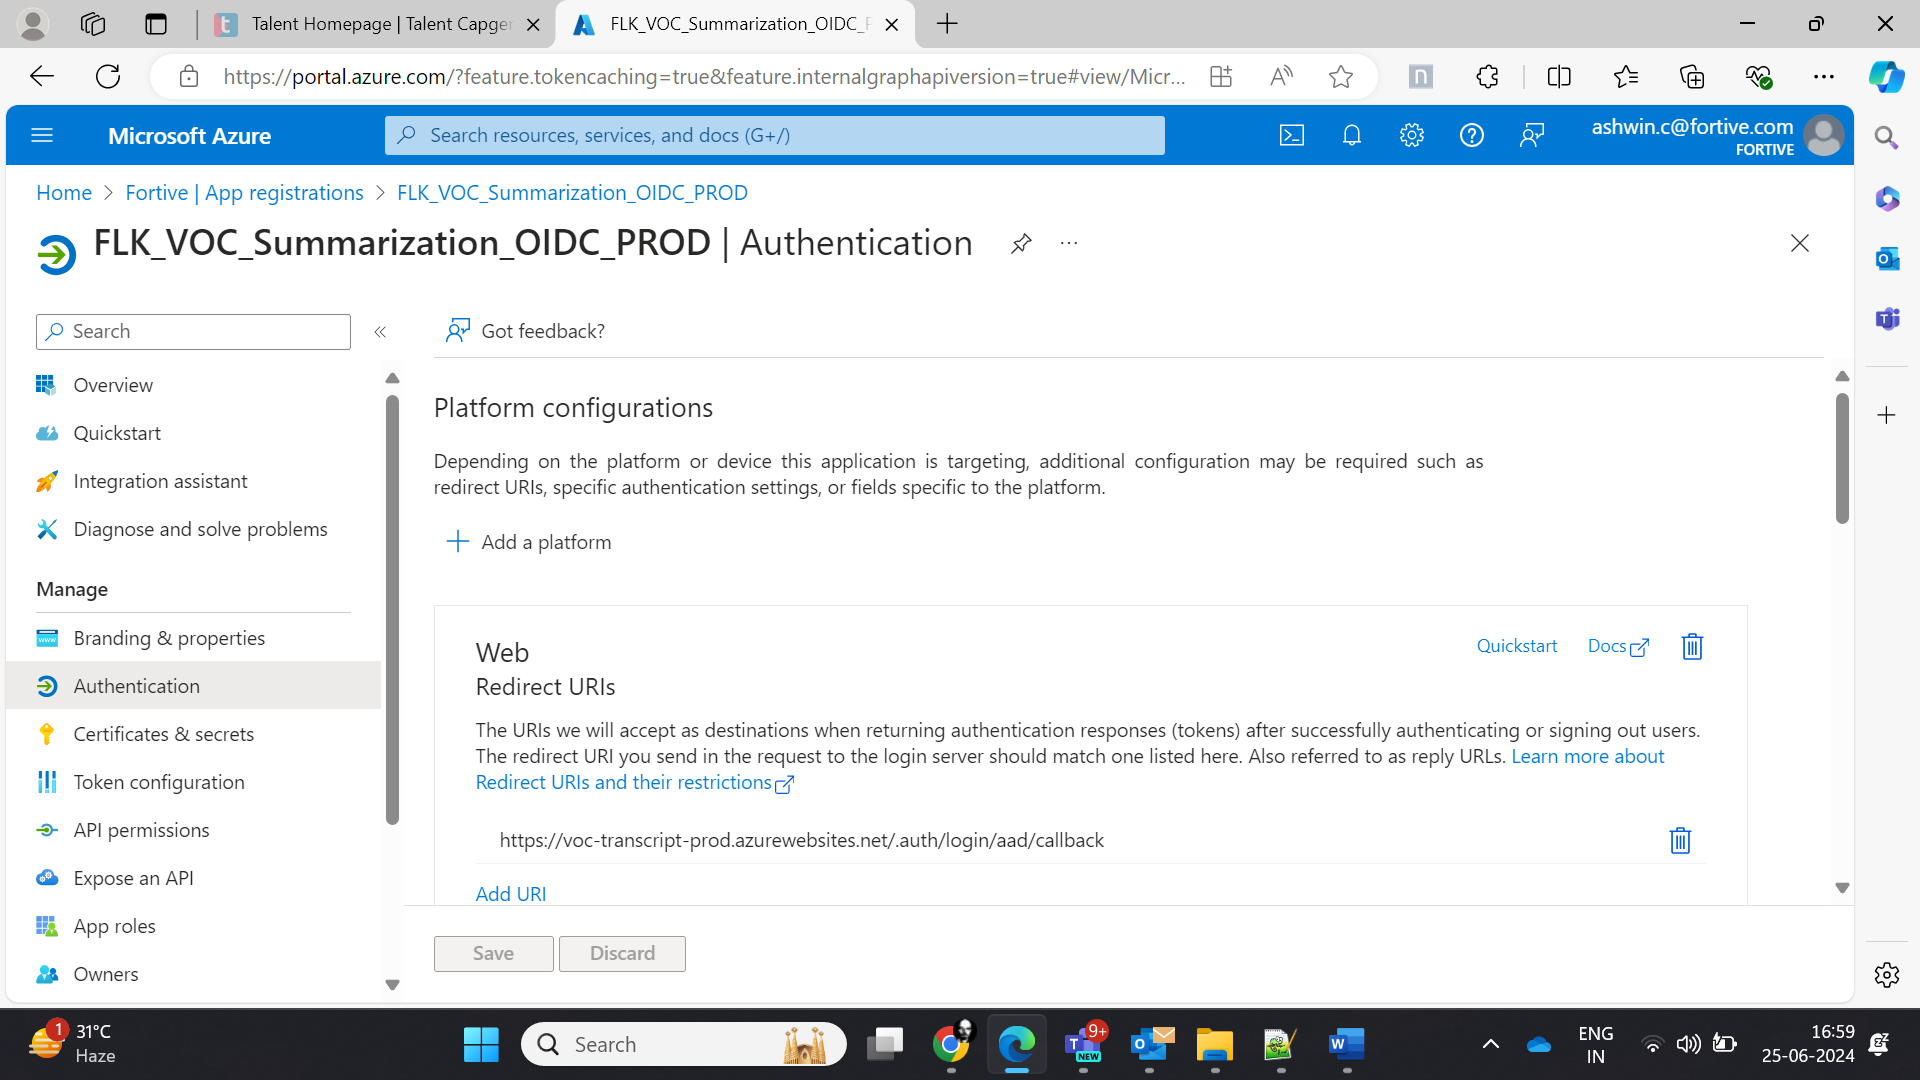 Talent Homepage | Talent Capger
FLK_VOC_Summarization_OIDC_P
https://portal.azure.com/?feature.tokencaching=true&feature.internalgraphapiversion=true#view/Micr...
Microsoft Azure
Search resources, services, and docs (G+/)
ashwin.c@fortive.com
FORTIVE
Home > Fortive | App registrations > FLK_VOC_Summarization_OIDC_PROD
FLK_VOC_Summarization_OIDC_PROD | Authentication
Search
Got feedback?
Overview
Quickstart
Integration assistant
Diagnose and solve problems
Manage
Branding & properties
Authentication
Certificates & secrets
Token configuration
API permissions
Expose an API
App roles
Owners
Platform configurations
Depending on the platform or device this application is targeting, additional configuration may be required such as
redirect URIs, specific authentication settings, or fields specific to the platform.
Add a platform
Web
Quickstart
Docs
Redirect URIs
The URIs we will accept as destinations when returning authentication responses (tokens) after successfully authenticating or signing out users.
The redirect URI you send in the request to the login server should match one listed here. Also referred to as reply URLs. Learn more about
Redirect URIs and their restrictions
https://voc-transcript-prod.azurewebsites.net/.auth/login/aad/callback
Add URI
Save
Discard
1
31°C
Haze
Search
9+
NEW
ENG
IN
16:59
25-06-2024